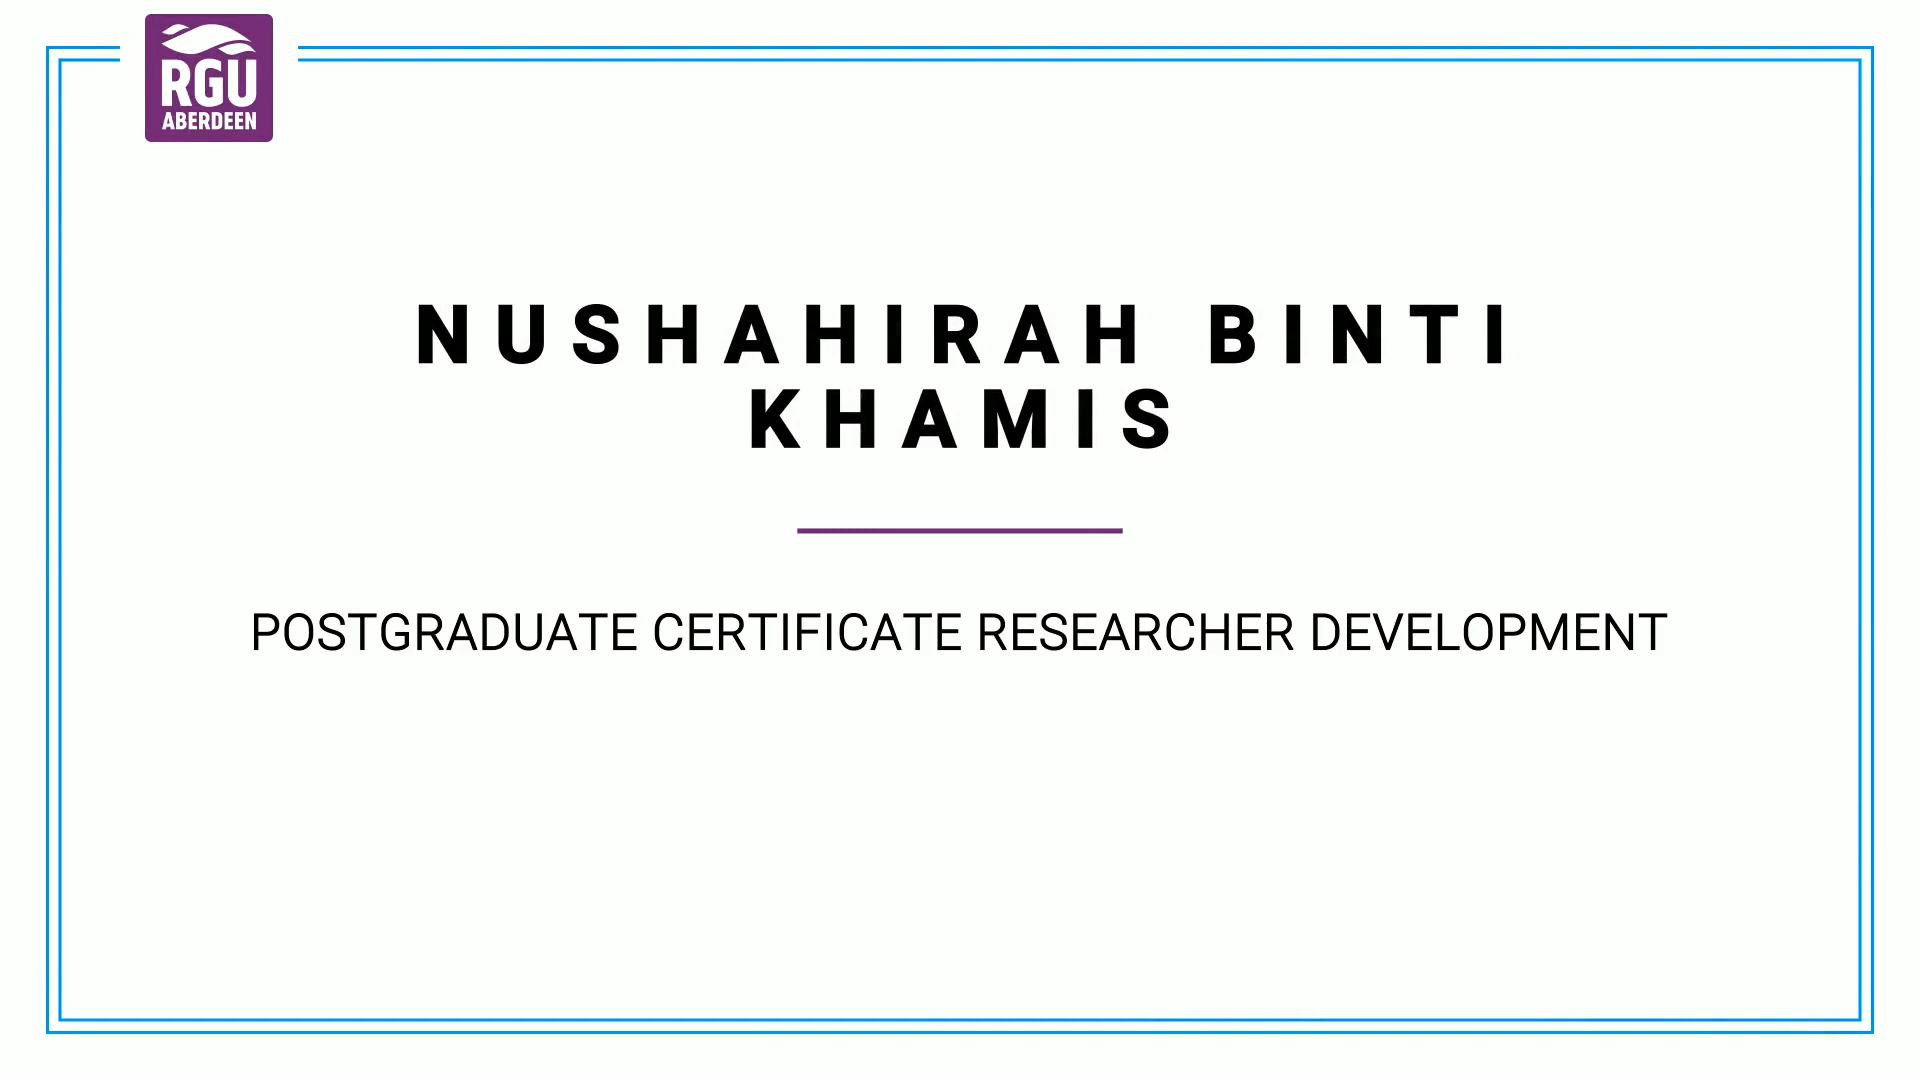 RGU
ABERDEEN
NUSHAHIRAH BINTI
KHAMIS
POSTGRADUATE CERTIFICATE RESEARCHER DEVELOPMENT